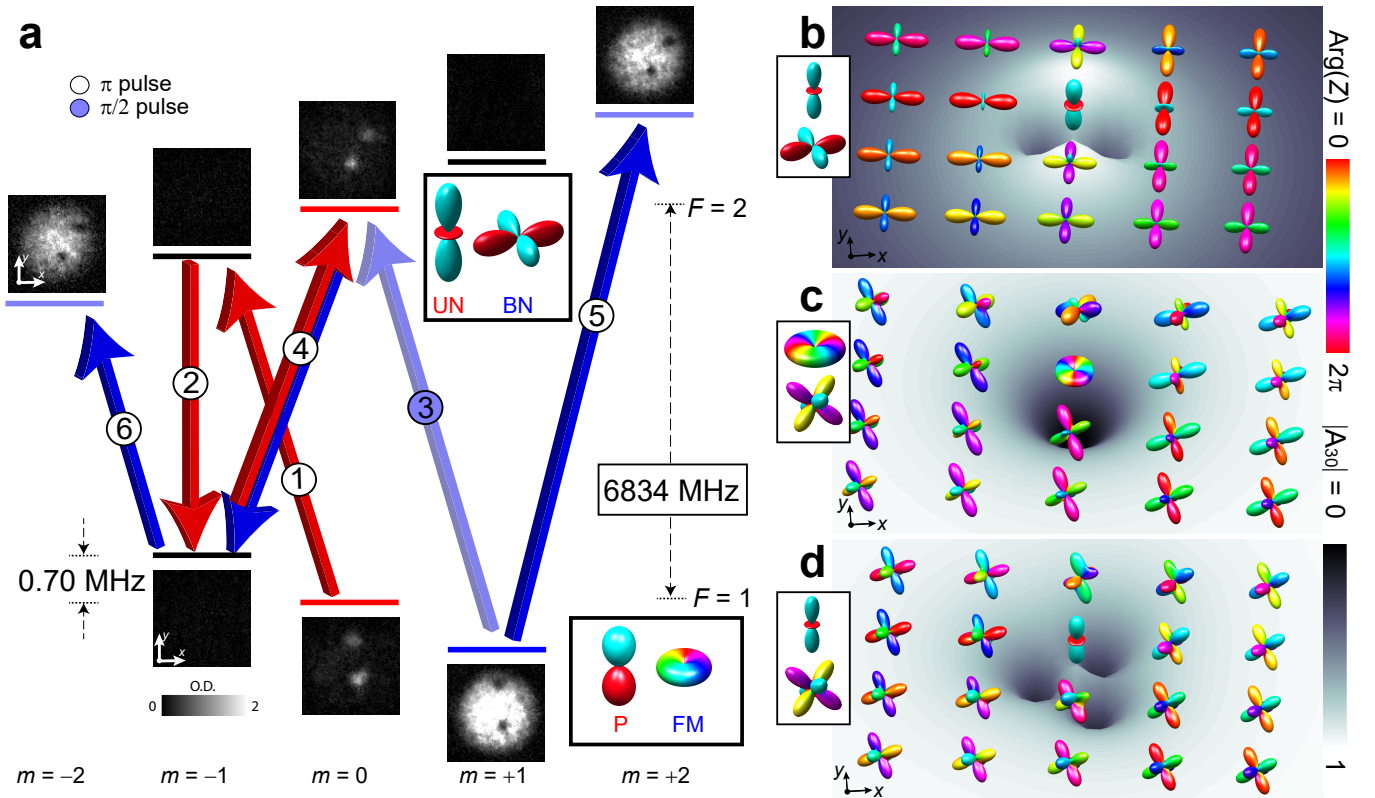 a
π pulse
π/2 pulse
y
x
6
2
4
1
3
5
UN
BN
F = 2
6834 MHz
F = 1
0.70 MHz
y
x
O.D.
0
2
P
FM
m = −2
m = −1
m = 0
m = +1
m = +2
b
y
x
c
y
x
d
y
x
Arg(Z) = 0
2π
|A30| = 0
1